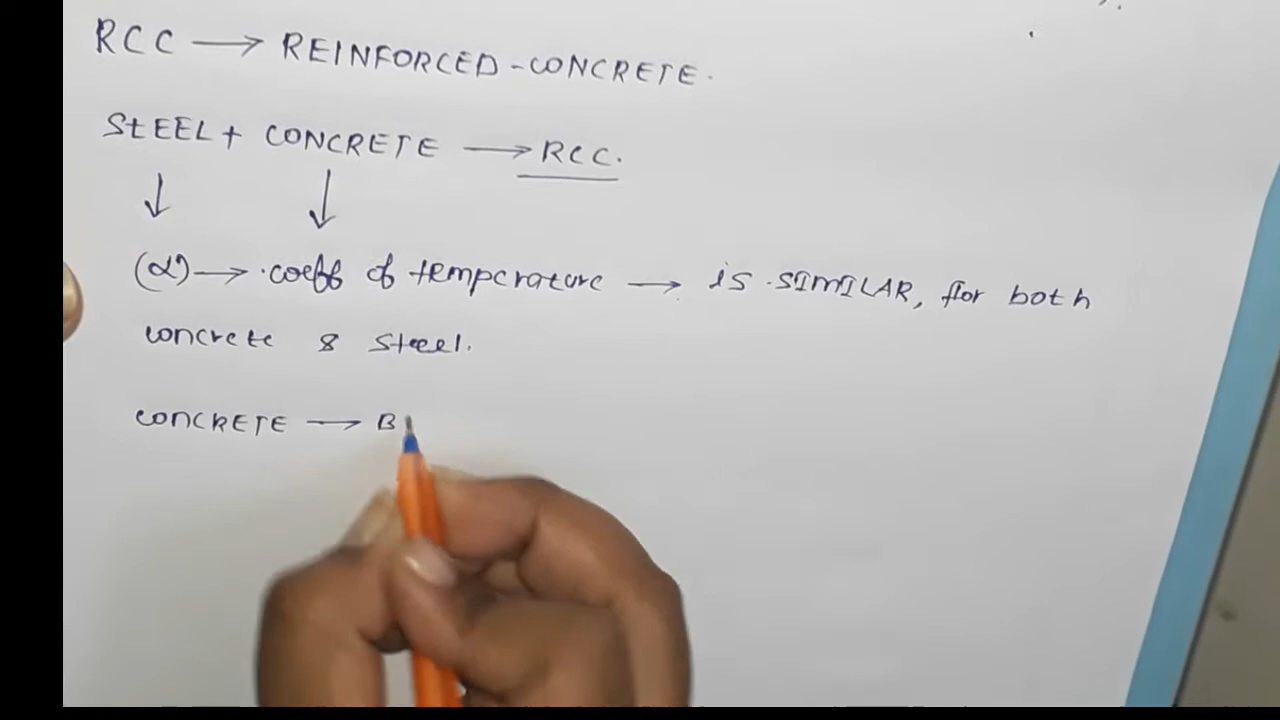 RCC → REINFORCED-CONCRETE.
STEEL + CONCRETE → RCC.
(α) → coeff of temperature → is SIMILAR, for both
concrete & steel.
CONCRETE → B